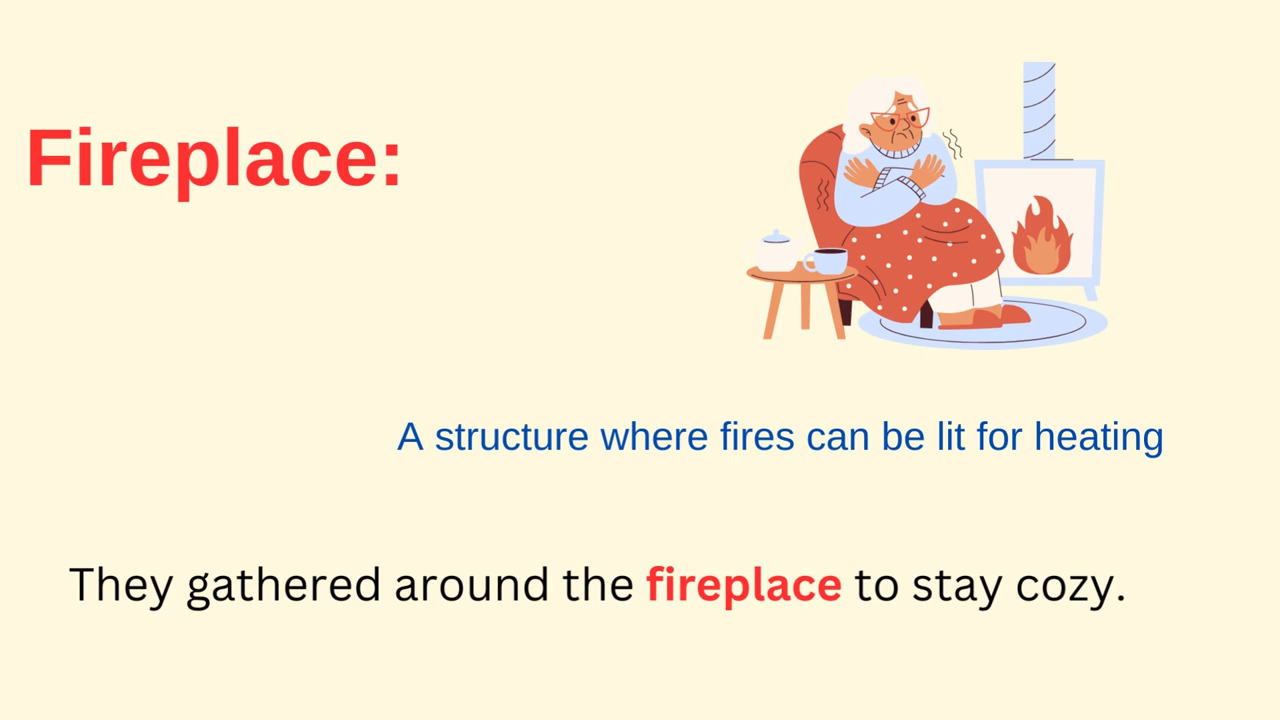 Fireplace:
A structure where fires can be lit for heating
They gathered around the fireplace to stay cozy.